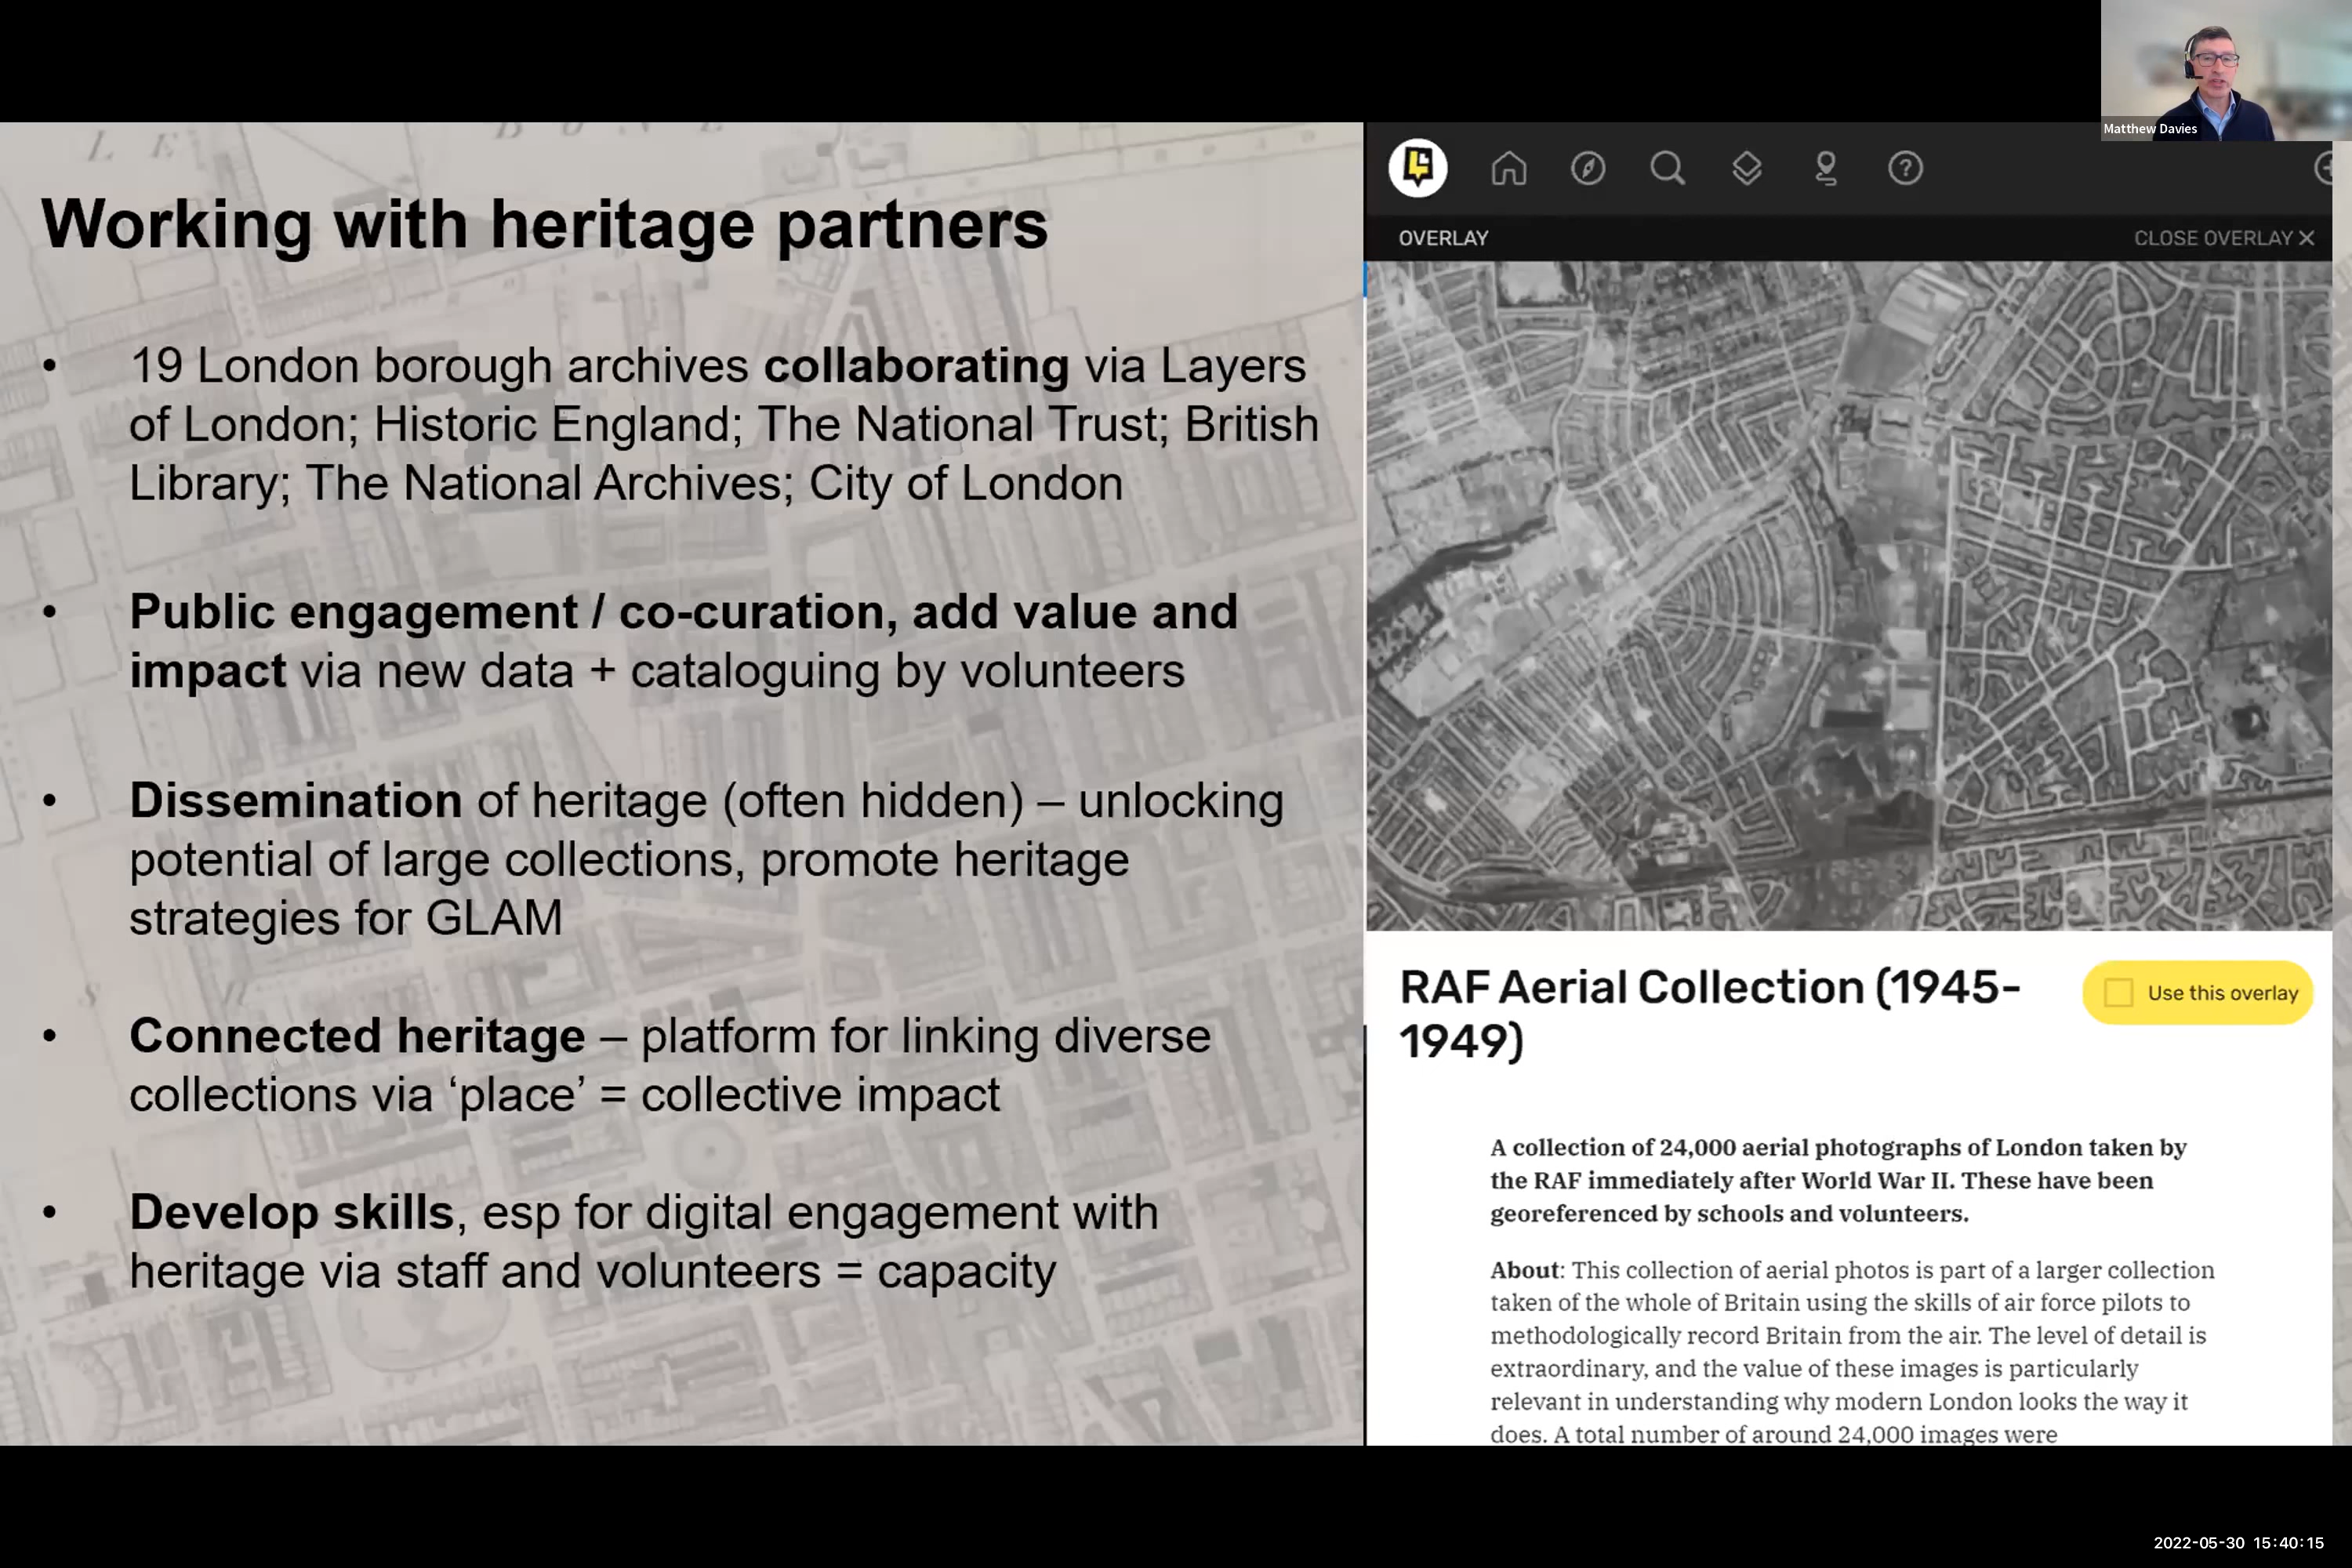 Matthew Davies
L E
Working with heritage partners
• 19 London borough archives collaborating via Layers
of London; Historic England; The National Trust; British
Library; The National Archives; City of London
• Public engagement / co-curation, add value and
impact via new data + cataloguing by volunteers
• Dissemination of heritage (often hidden) – unlocking
potential of large collections, promote heritage
strategies for GLAM
• Connected heritage – platform for linking diverse
collections via ‘place’ = collective impact
• Develop skills, esp for digital engagement with
heritage via staff and volunteers = capacity
OVERLAY
CLOSE OVERLAY ✕
RAF Aerial Collection (1945-
1949)
Use this overlay
A collection of 24,000 aerial photographs of London taken by
the RAF immediately after World War II. These have been
georeferenced by schools and volunteers.
About: This collection of aerial photos is part of a larger collection
taken of the whole of Britain using the skills of air force pilots to
methodologically record Britain from the air. The level of detail is
extraordinary, and the value of these images is particularly
relevant in understanding why modern London looks the way it
does. A total number of around 24,000 images were
2022-05-30 15:40:15